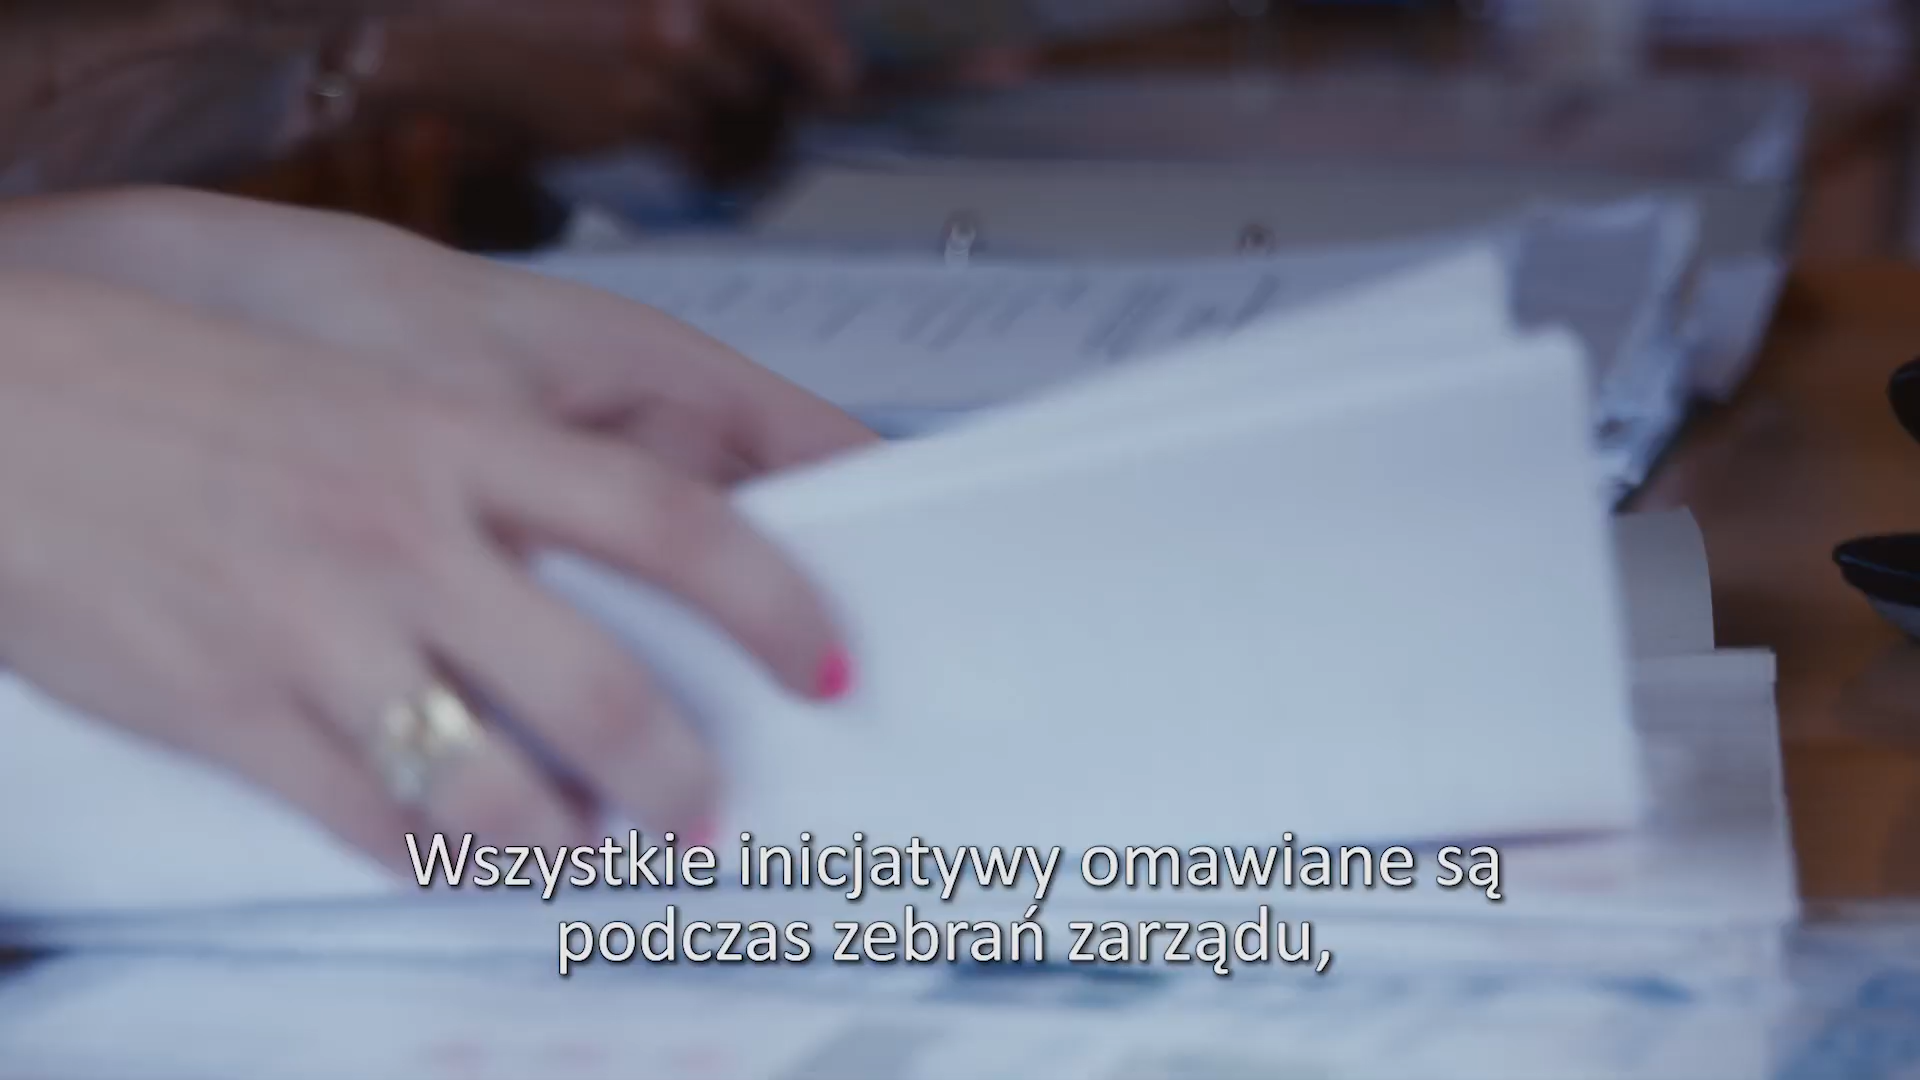 Wszystkie inicjatywy omawiane są
podczas zebrań zarządu,